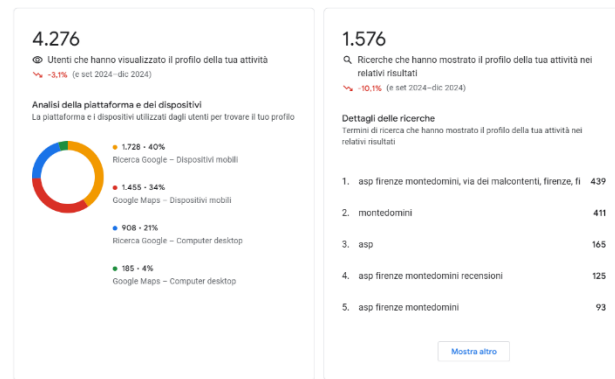 4.276
Utenti che hanno visualizzato il profilo della tua attività
-3,1% (e set 2024–dic 2024)
Analisi della piattaforma e dei dispositivi
La piattaforma e i dispositivi utilizzati dagli utenti per trovare il tuo profilo
1.728 · 40%
Ricerca Google – Dispositivi mobili
1.455 · 34%
Google Maps – Dispositivi mobili
908 · 21%
Ricerca Google – Computer desktop
185 · 4%
Google Maps – Computer desktop
1.576
Ricerche che hanno mostrato il profilo della tua attività nei
relativi risultati
-10,1% (e set 2024–dic 2024)
Dettagli delle ricerche
Termini di ricerca che hanno mostrato il profilo della tua attività nei
relativi risultati
1. asp firenze montedomini, via dei malcontenti, firenze, fi 439
2. montedomini 411
3. asp 165
4. asp firenze montedomini recensioni 125
5. asp firenze montedomini 93
Mostra altro